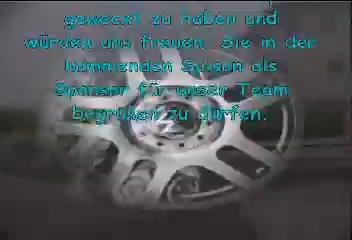 geweckt zu haben und
würden uns freuen, Sie in der
kommenden Saison als
Sponsor für unser Team
begrüßen zu dürfen.